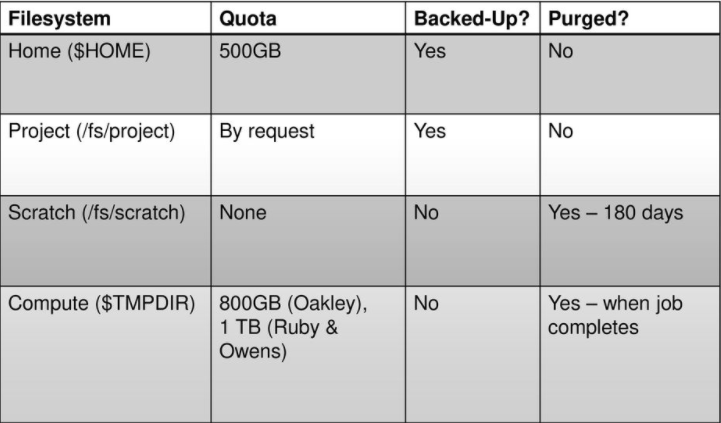 Filesystem Quota Backed-Up? Purged?
Home ($HOME) 500GB Yes No
Project (/fs/project) By request Yes No
Scratch (/fs/scratch) None No Yes – 180 days
Compute ($TMPDIR) 800GB (Oakley), No Yes – when job
1 TB (Ruby & completes
Owens)